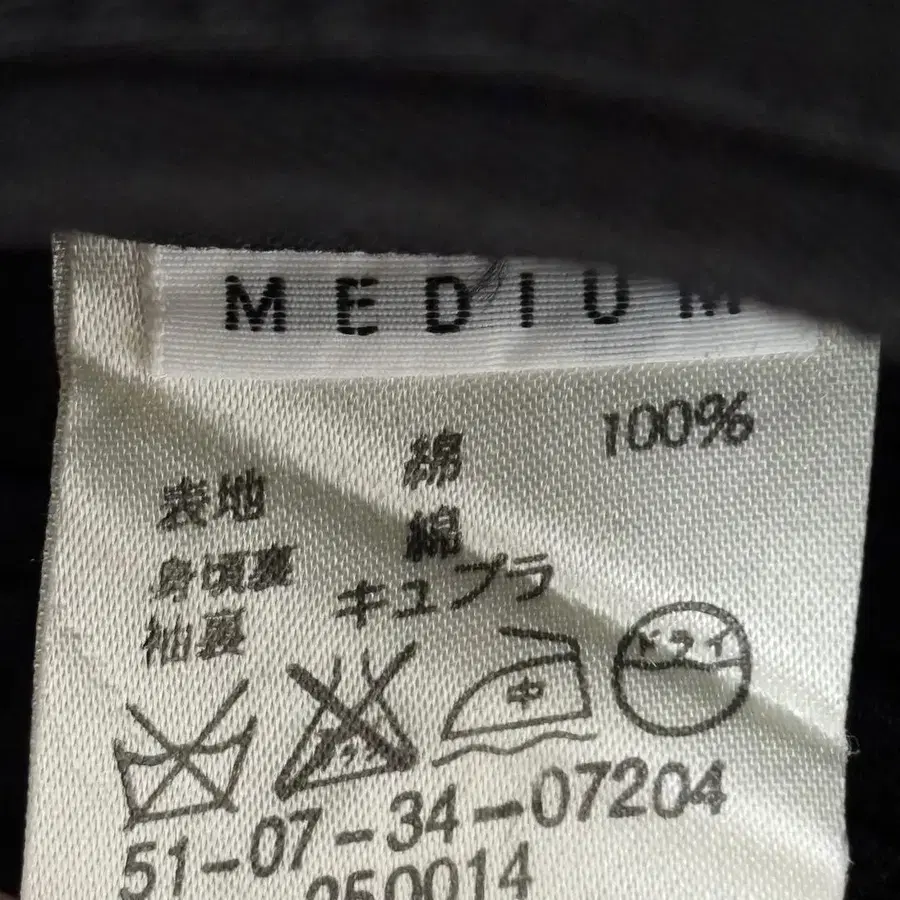 MEDIUM
表地 綿 100%
身頃裏 綿
袖裏 キュプラ
中 ドライ
51-07-34-07204
250014